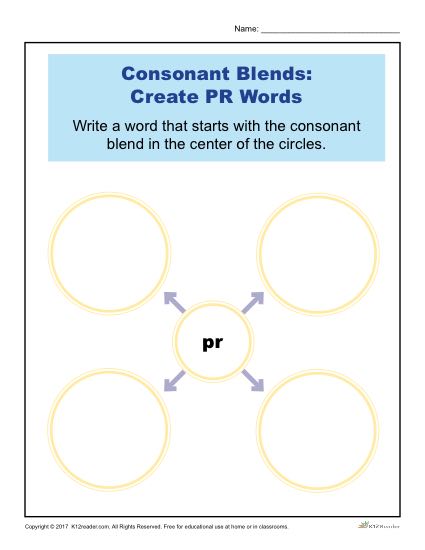 Name: ____________________________
Consonant Blends:
Create PR Words
Write a word that starts with the consonant
blend in the center of the circles.
pr
Copyright © 2017 K12reader.com. All Rights Reserved. Free for educational use at home or in classrooms.
K12Reader